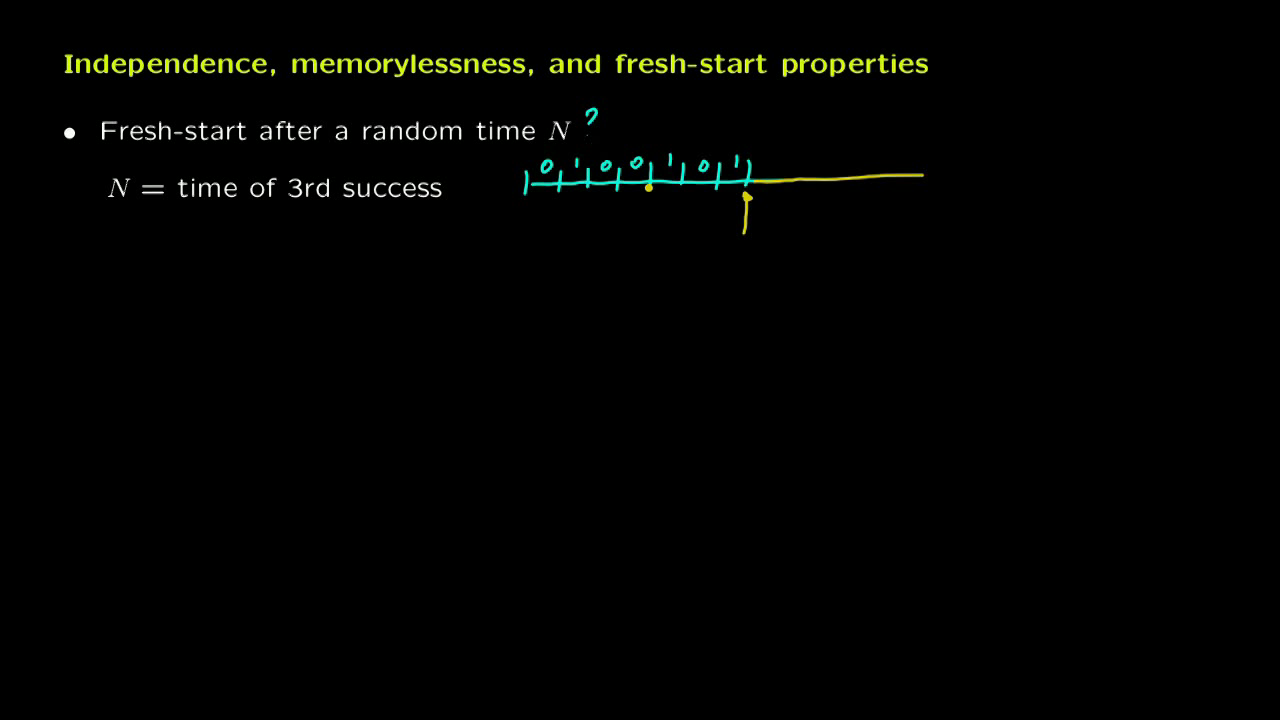 Independence, memorylessness, and fresh-start properties
• Fresh-start after a random time N ?
0 1 0 0 1 0 1
N = time of 3rd success